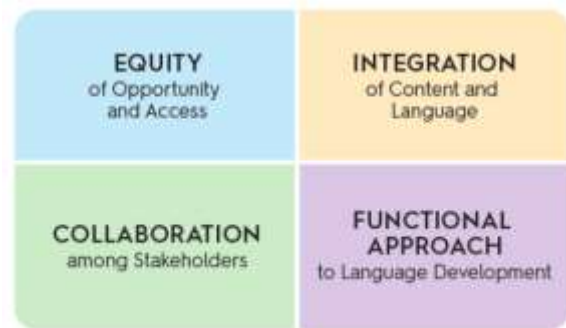 EQUITY
of Opportunity
and Access
INTEGRATION
of Content and
Language
COLLABORATION
among Stakeholders
FUNCTIONAL
APPROACH
to Language Development